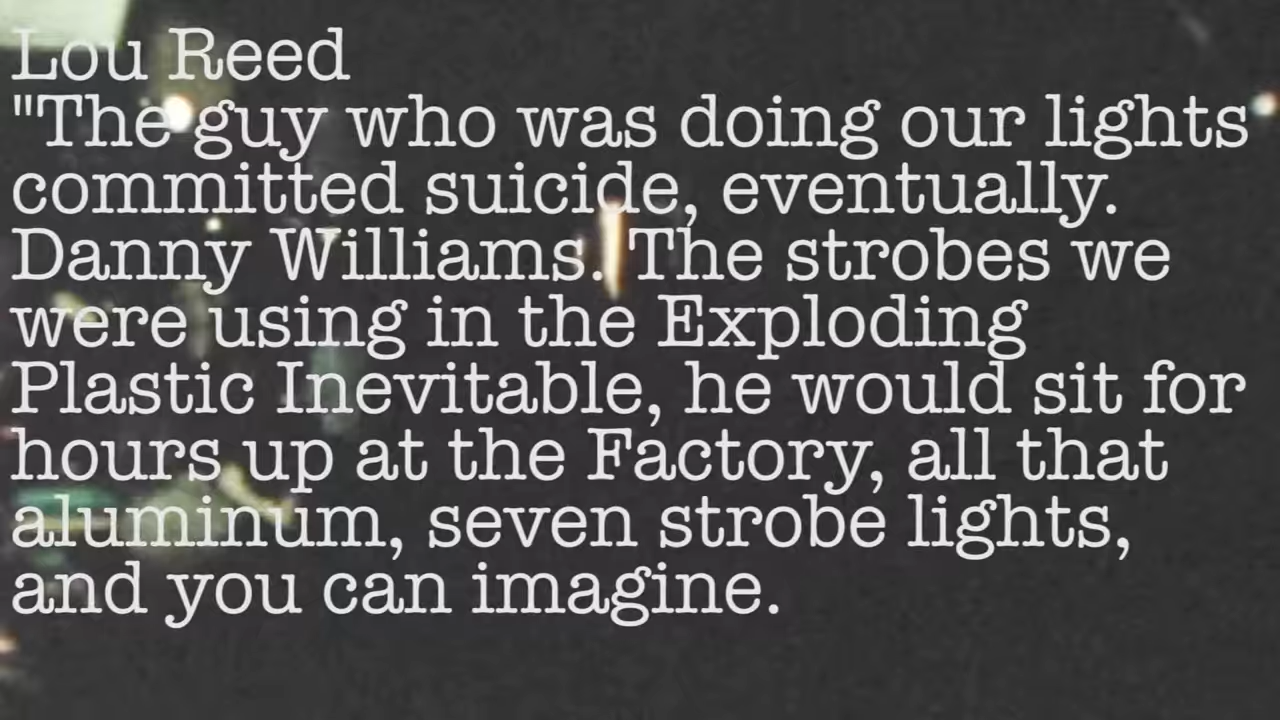 Lou Reed
"The guy who was doing our lights
committed suicide, eventually.
Danny Williams. The strobes we
were using in the Exploding
Plastic Inevitable, he would sit for
hours up at the Factory, all that
aluminum, seven strobe lights,
and you can imagine.